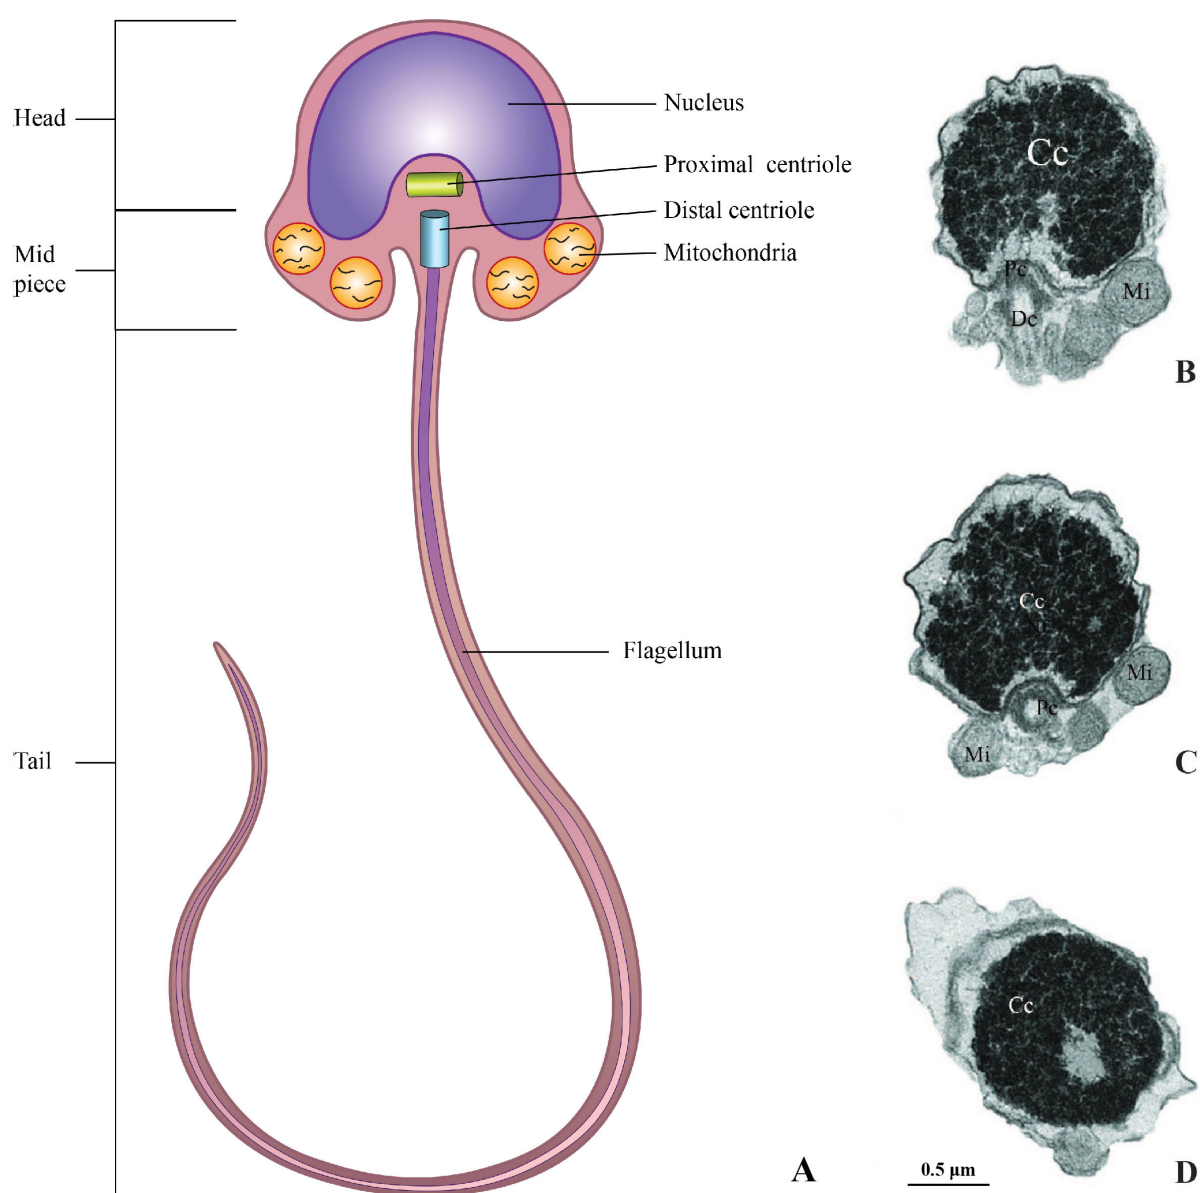 Head
Nucleus
Proximal centriole
Distal centriole
Mid
piece
Mitochondria
Flagellum
Tail
A
Cc
Pc
Mi
Dc
B
Cc
Mi
Pc
Mi
C
Cc
0.5 µm
D